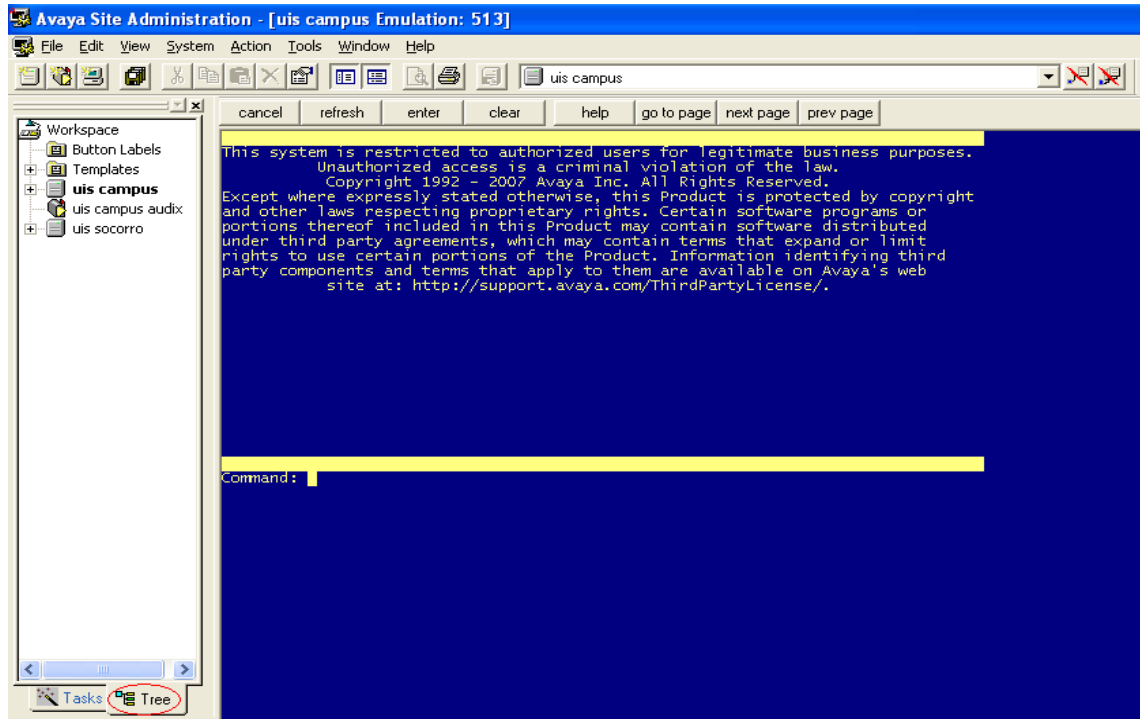 Avaya Site Administration - [uis campus Emulation: 513]
File Edit View System Action Tools Window Help
uis campus
cancel refresh enter clear help go to page next page prev page
Workspace
Button Labels
Templates
uis campus
uis campus audix
uis socorro
This system is restricted to authorized users for legitimate business purposes.
Unauthorized access is a criminal violation of the law.
Copyright 1992 - 2007 Avaya Inc. All Rights Reserved.
Except where expressly stated otherwise, this Product is protected by copyright
and other laws respecting proprietary rights. Certain software programs or
portions thereof included in this Product may contain software distributed
under third party agreements, which may contain terms that expand or limit
rights to use certain portions of the Product. Information identifying third
party components and terms that apply to them are available on Avaya's web
site at: http://support.avaya.com/ThirdPartyLicense/.
Command:
Tasks Tree